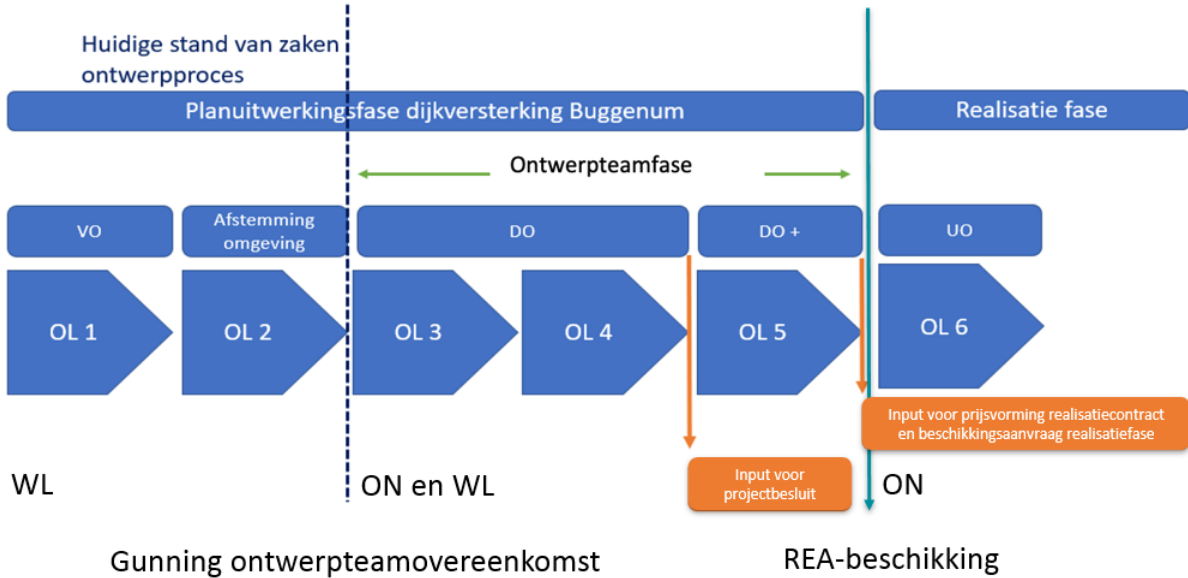 Huidige stand van zaken
ontwerpproces
Planuitwerkingsfase dijkversterking Buggenum
Realisatie fase
Ontwerpteamfase
VO
Afstemming
omgeving
DO
DO +
UO
OL 1
OL 2
OL 3
OL 4
OL 5
OL 6
Input voor prijsvorming realisatiecontract
en beschikkingsaanvraag realisatiefase
Input voor
projectbesluit
WL
ON en WL
ON
Gunning ontwerpteamovereenkomst
REA-beschikking